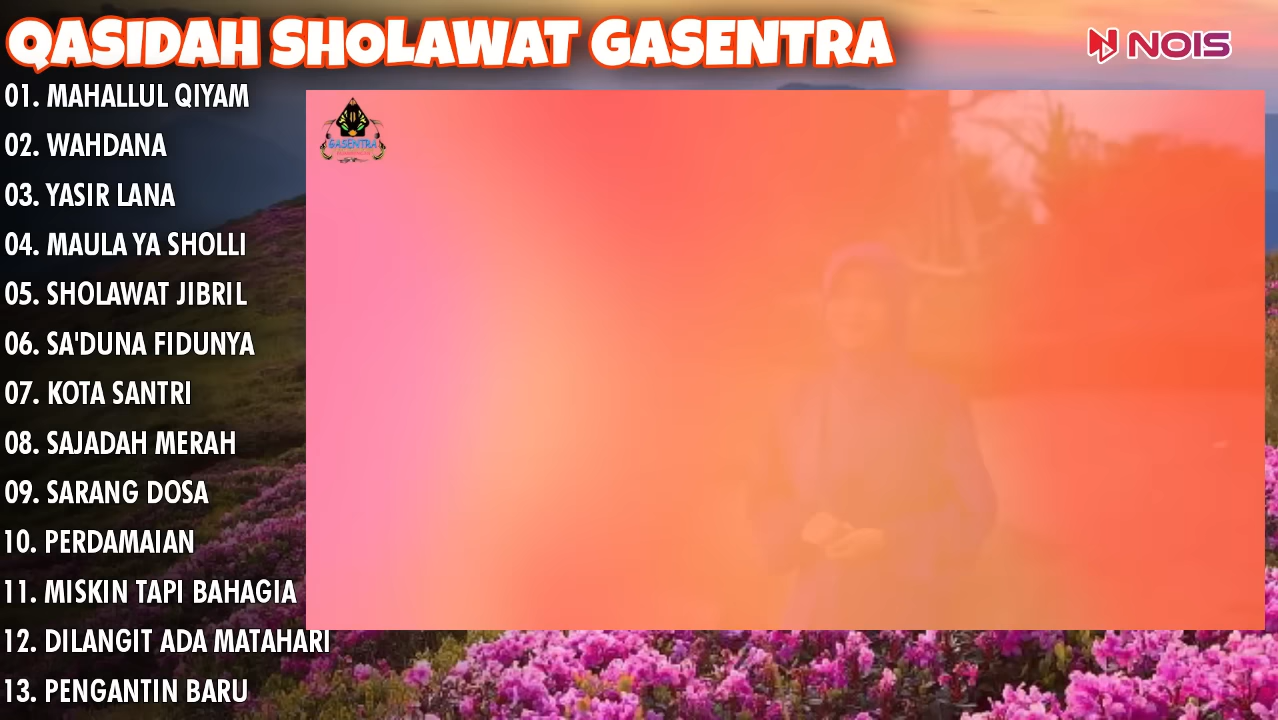 QASIDAH SHOLAWAT GASENTRA
NOIS
01. MAHALLUL QIYAM
02. WAHDANA
03. YASIR LANA
04. MAULA YA SHOLLI
05. SHOLAWAT JIBRIL
06. SA'DUNA FIDUNYA
07. KOTA SANTRI
08. SAJADAH MERAH
09. SARANG DOSA
10. PERDAMAIAN
11. MISKIN TAPI BAHAGIA
12. DILANGIT ADA MATAHARI
13. PENGANTIN BARU
GASENTRA